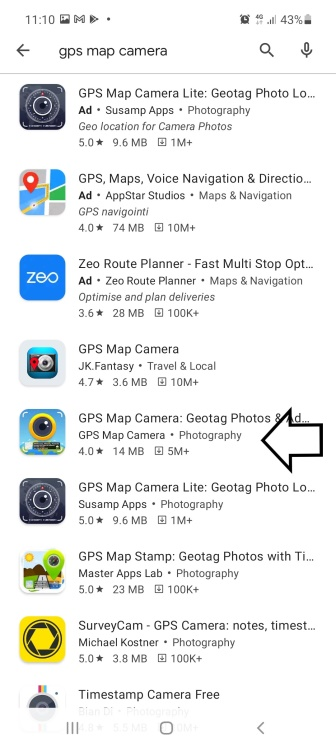 11:10 43%
gps map camera
GPS Map Camera Lite: Geotag Photo Lo...
Ad • Susamp Apps • Photography
Geo location for Camera Photos
5.0★ 9.6 MB 1M+
GPS, Maps, Voice Navigation & Directio...
Ad • AppStar Studios • Maps & Navigation
GPS navigointi
4.0★ 74 MB 10M+
zeo
Zeo Route Planner - Fast Multi Stop Opt...
Ad • Zeo Route Planner • Maps & Navigation
Optimise and plan deliveries
3.6★ 28 MB 100K+
GPS Map Camera
JK.Fantasy • Travel & Local
4.7★ 3.6 MB 10M+
GPS Map Camera: Geotag Photos & Ad...
GPS Map Camera • Photography
4.0★ 14 MB 5M+
GPS Map Camera Lite: Geotag Photo Lo...
Susamp Apps • Photography
5.0★ 9.6 MB 1M+
GPS Map Stamp: Geotag Photos with Ti...
Master Apps Lab • Photography
5.0★ 23 MB 100K+
SurveyCam - GPS Camera: notes, timest...
Michael Kostner • Photography
5.0★ 3.8 MB 100K+
Timestamp Camera Free
Bian Di • Photography